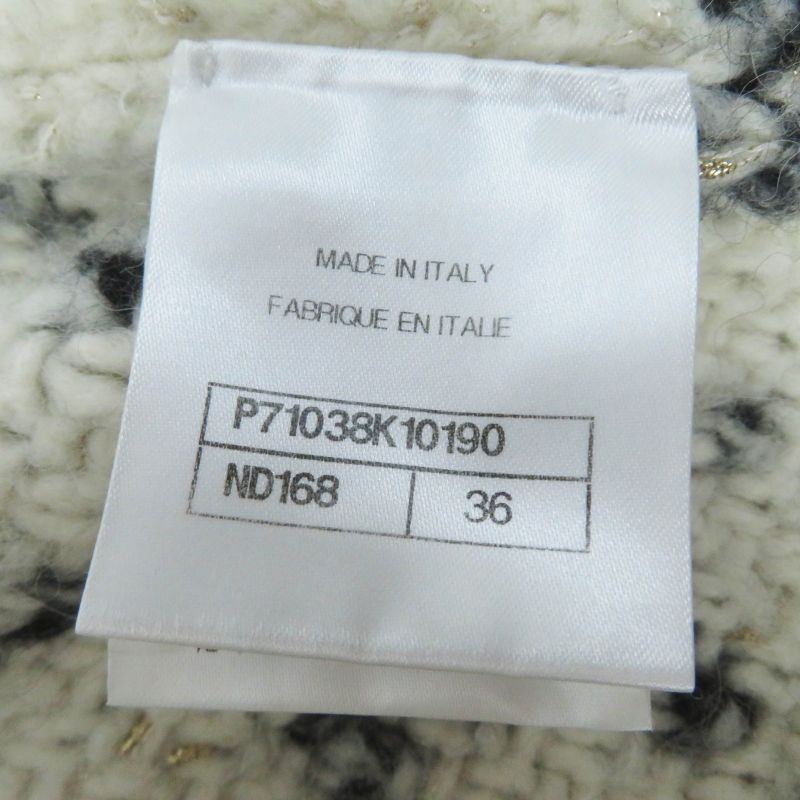 MADE IN ITALY
FABRIQUE EN ITALIE
P71038K10190
ND168 36